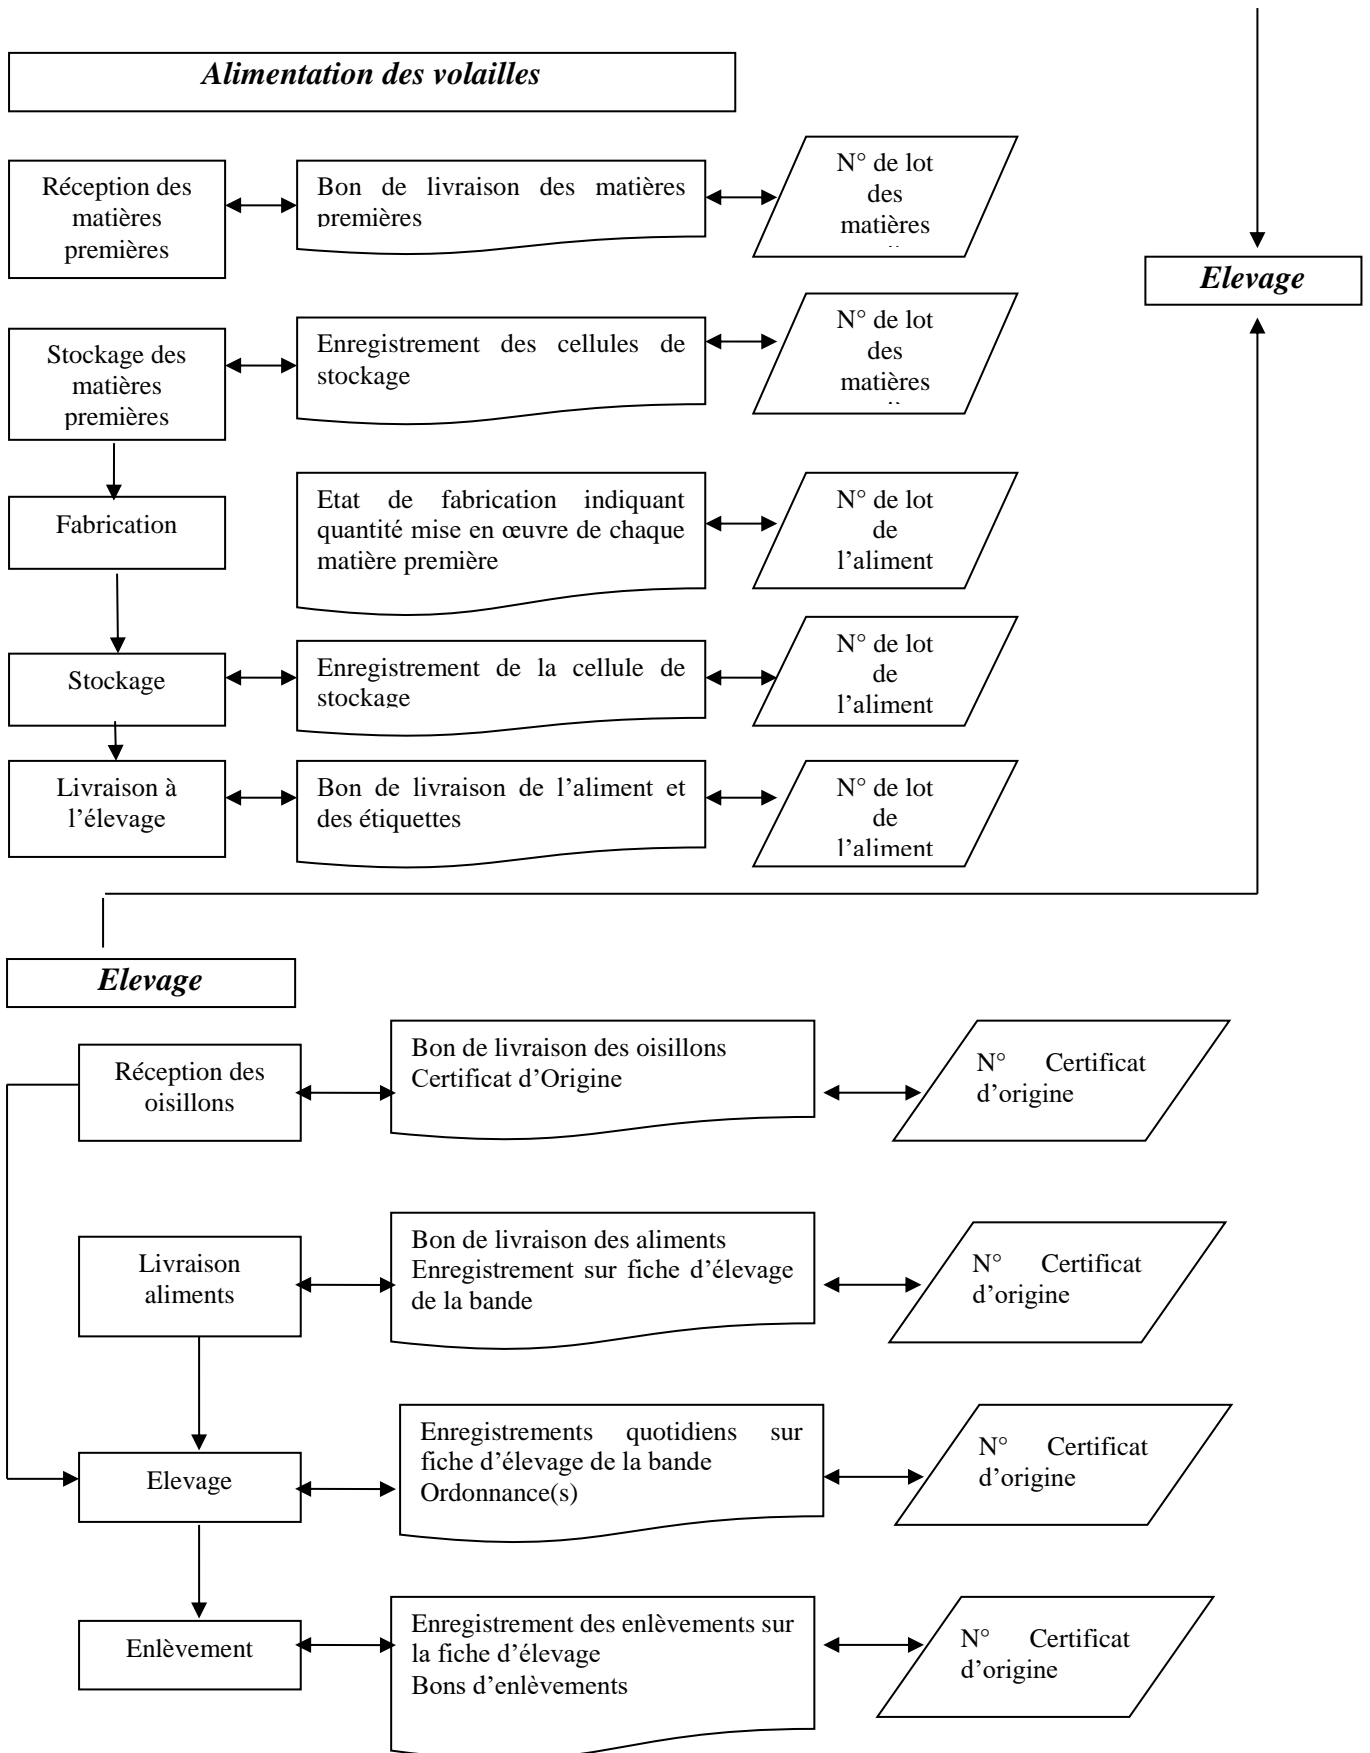 Alimentation des volailles
Réception des
matières
premières
Bon de livraison des matières
premières
N° de lot
des
matières
Elevage
Stockage des
matières
premières
Enregistrement des cellules de
stockage
N° de lot
des
matières
Fabrication
Etat de fabrication indiquant
quantité mise en œuvre de chaque
matière première
N° de lot
de
l’aliment
Stockage
Enregistrement de la cellule de
stockage
N° de lot
de
l’aliment
Livraison à
l’élevage
Bon de livraison de l’aliment et
des étiquettes
N° de lot
de
l’aliment
Elevage
Réception des
oisillons
Bon de livraison des oisillons
Certificat d’Origine
N° Certificat
d’origine
Livraison
aliments
Bon de livraison des aliments
Enregistrement sur fiche d’élevage
de la bande
N° Certificat
d’origine
Elevage
Enregistrements quotidiens sur
fiche d’élevage de la bande
Ordonnance(s)
N° Certificat
d’origine
Enlèvement
Enregistrement des enlèvements sur
la fiche d’élevage
Bons d’enlèvements
N° Certificat
d’origine